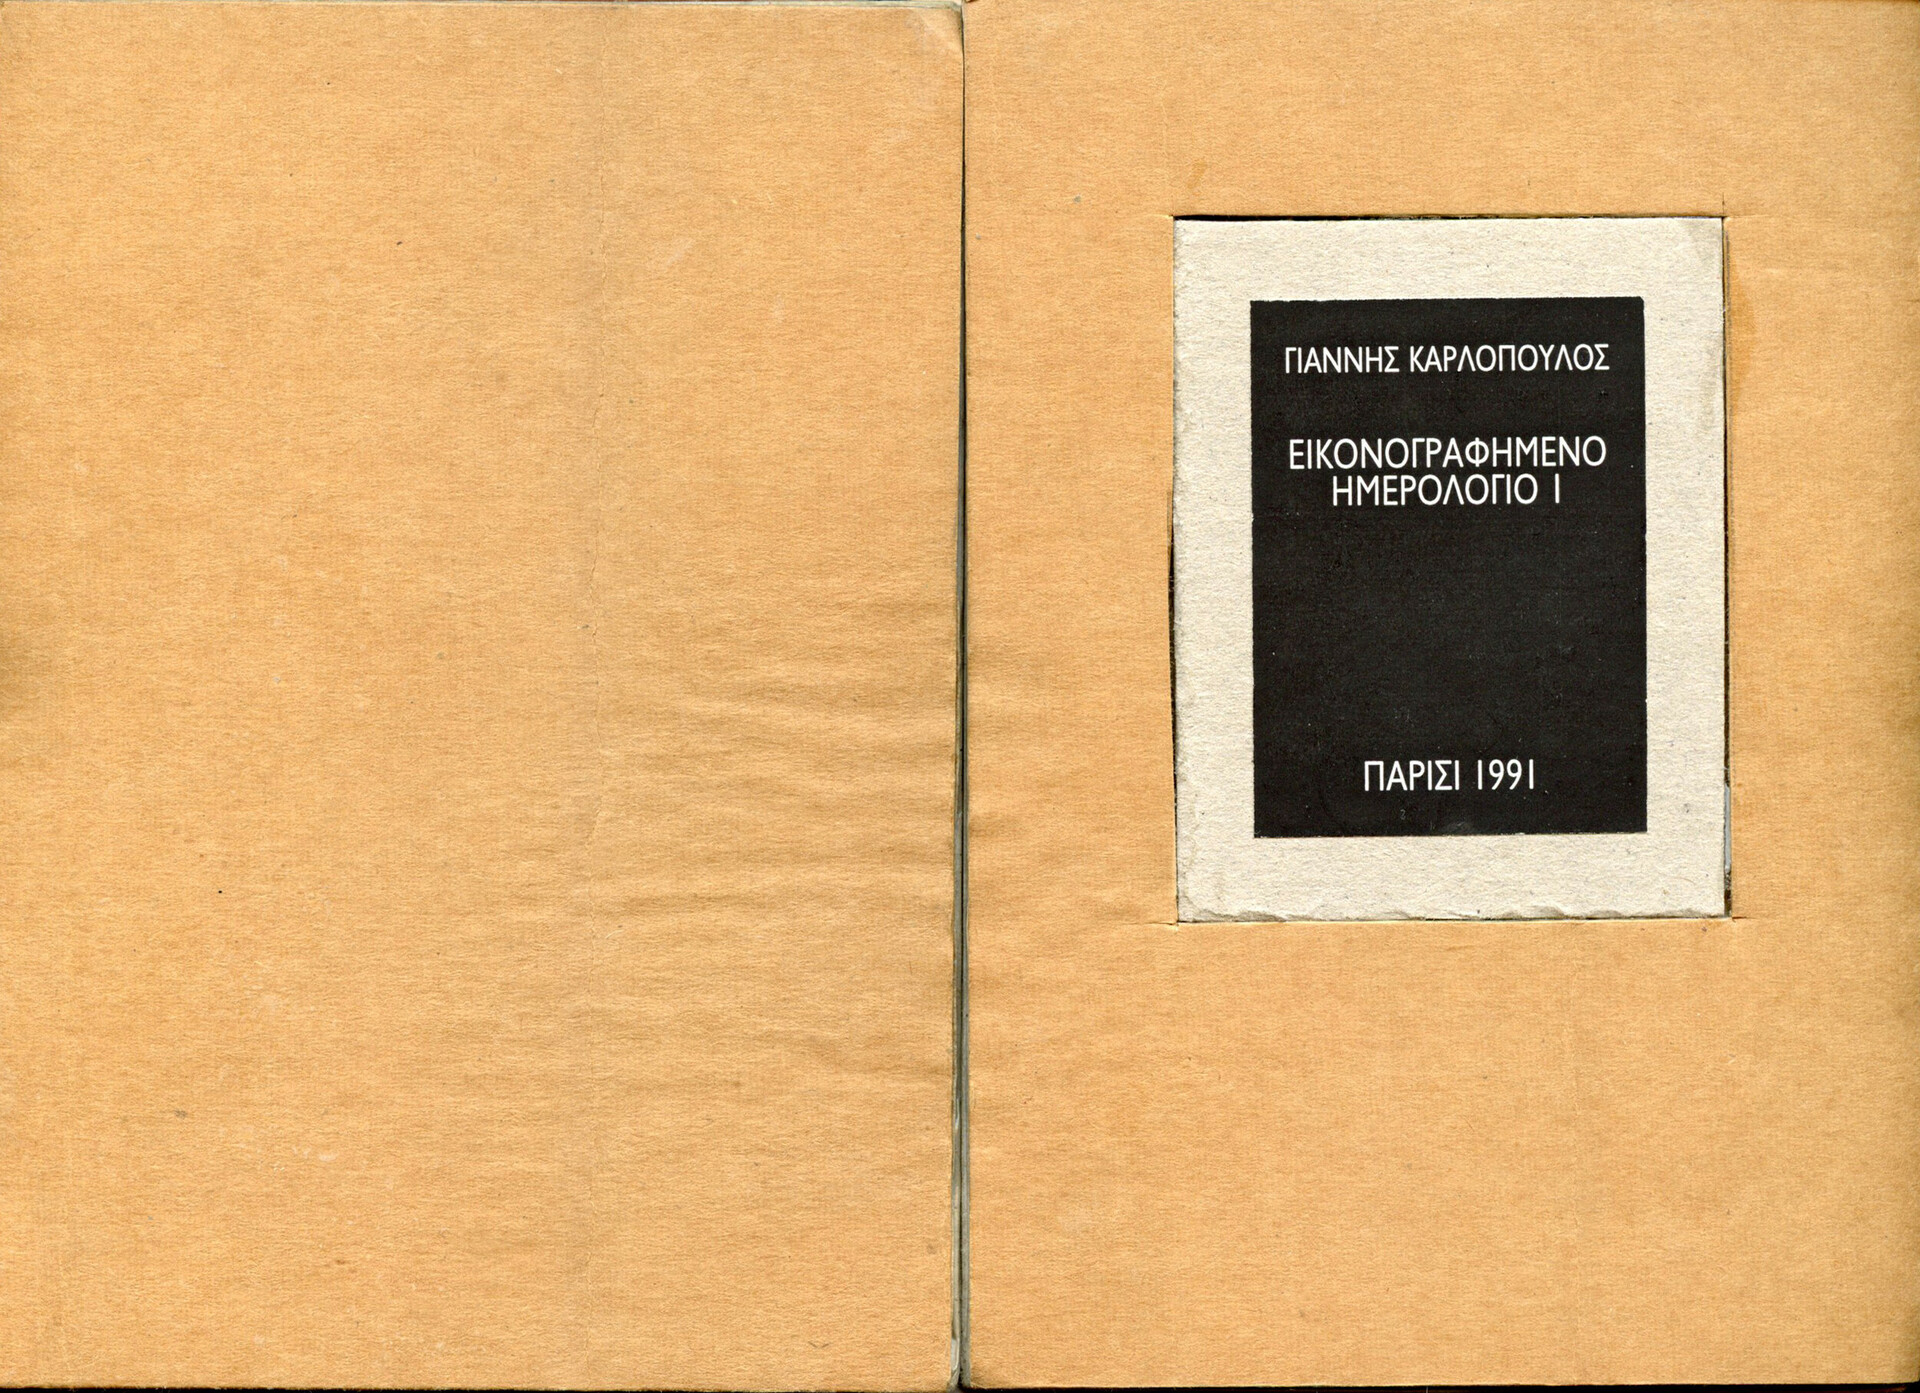 ΓΙΑΝΝΗΣ ΚΑΡΛΟΠΟΥΛΟΣ
ΕΙΚΟΝΟΓΡΑΦΗΜΕΝΟ
ΗΜΕΡΟΛΟΓΙΟ Ι
ΠΑΡΙΣΙ 1991